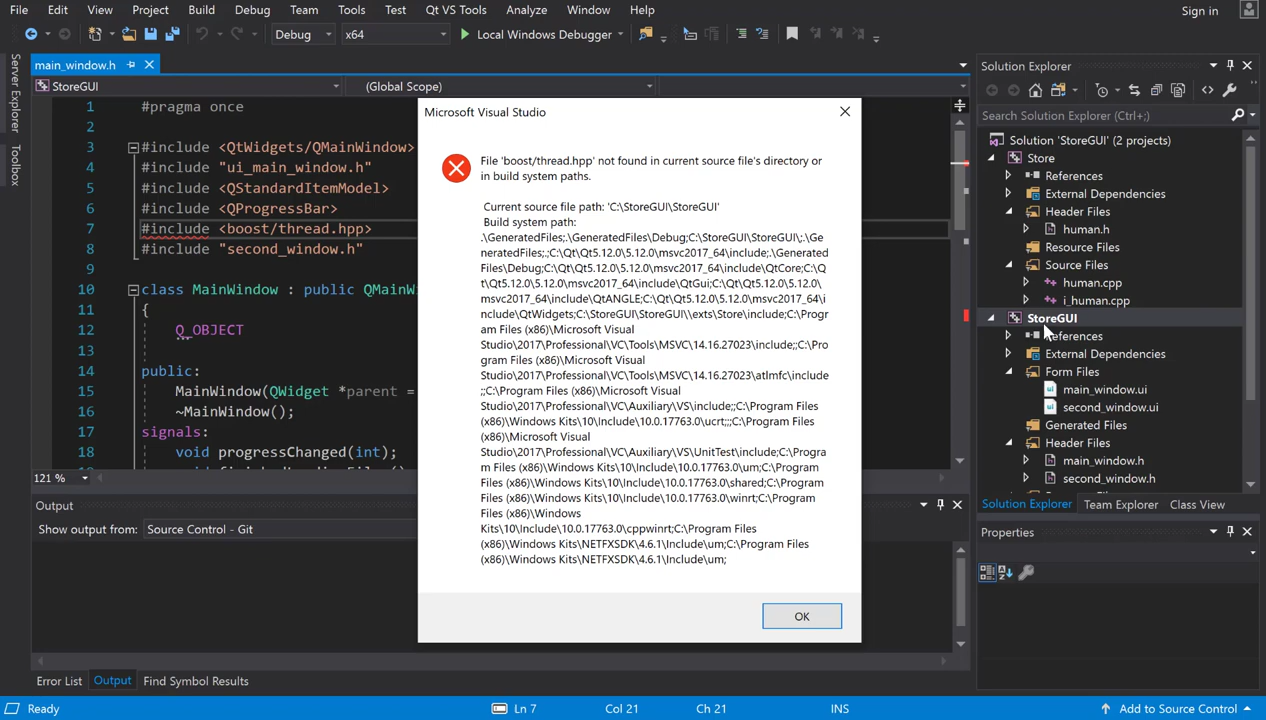 File Edit View Project Build Debug Team Tools Test Qt VS Tools Analyze Window Help
Sign in
Debug x64 Local Windows Debugger
Server Explorer
Toolbox
main_window.h
StoreGUI (Global Scope)
1 #pragma once
2
3 #include <QtWidgets/QMainWindow>
4 #include "ui_main_window.h"
5 #include <QStandardItemModel>
6 #include <QProgressBar>
7 #include <boost/thread.hpp>
8 #include "second_window.h"
9
10 class MainWindow : public QMainW
11 {
12 Q_OBJECT
13
14 public:
15 MainWindow(QWidget *parent =
16 ~MainWindow();
17 signals:
18 void progressChanged(int);
121 %
Output
Show output from: Source Control - Git
Error List Output Find Symbol Results
Microsoft Visual Studio
File 'boost/thread.hpp' not found in current source file's directory or
in build system paths.
Current source file path: 'C:\StoreGUI\StoreGUI'
Build system path:
.\GeneratedFiles;.\GeneratedFiles\Debug;C:\StoreGUI\StoreGUI\;.\Ge
neratedFiles;.;C:\Qt\Qt5.12.0\5.12.0\msvc2017_64\include;.\Generated
Files\Debug;C:\Qt\Qt5.12.0\5.12.0\msvc2017_64\include\QtCore;C:\Q
t\Qt5.12.0\5.12.0\msvc2017_64\include\QtGui;C:\Qt\Qt5.12.0\5.12.0\
msvc2017_64\include\QtANGLE;C:\Qt\Qt5.12.0\5.12.0\msvc2017_64\i
nclude\QtWidgets;C:\StoreGUI\StoreGUI\\exts\Store\include;C:\Progr
am Files (x86)\Microsoft Visual
Studio\2017\Professional\VC\Tools\MSVC\14.16.27023\include;;C:\Pro
gram Files (x86)\Microsoft Visual
Studio\2017\Professional\VC\Tools\MSVC\14.16.27023\atlmfc\include
;;C:\Program Files (x86)\Microsoft Visual
Studio\2017\Professional\VC\Auxiliary\VS\include;;C:\Program Files
(x86)\Windows Kits\10\Include\10.0.17763.0\ucrt;;;C:\Program Files
(x86)\Microsoft Visual
Studio\2017\Professional\VC\Auxiliary\VS\UnitTest\include;C:\Progra
m Files (x86)\Windows Kits\10\Include\10.0.17763.0\um;C:\Program
Files (x86)\Windows Kits\10\Include\10.0.17763.0\shared;C:\Program
Files (x86)\Windows Kits\10\Include\10.0.17763.0\winrt;C:\Program
Files (x86)\Windows
Kits\10\Include\10.0.17763.0\cppwinrt;C:\Program Files
(x86)\Windows Kits\NETFXSDK\4.6.1\Include\um;C:\Program Files
(x86)\Windows Kits\NETFXSDK\4.6.1\Include\um;
OK
Solution Explorer
Search Solution Explorer (Ctrl+;)
Solution 'StoreGUI' (2 projects)
Store
References
External Dependencies
Header Files
human.h
Resource Files
Source Files
human.cpp
i_human.cpp
StoreGUI
References
External Dependencies
Form Files
main_window.ui
second_window.ui
Generated Files
Header Files
main_window.h
second_window.h
Solution Explorer Team Explorer Class View
Properties
Ready Ln 7 Col 21 Ch 21 INS Add to Source Control